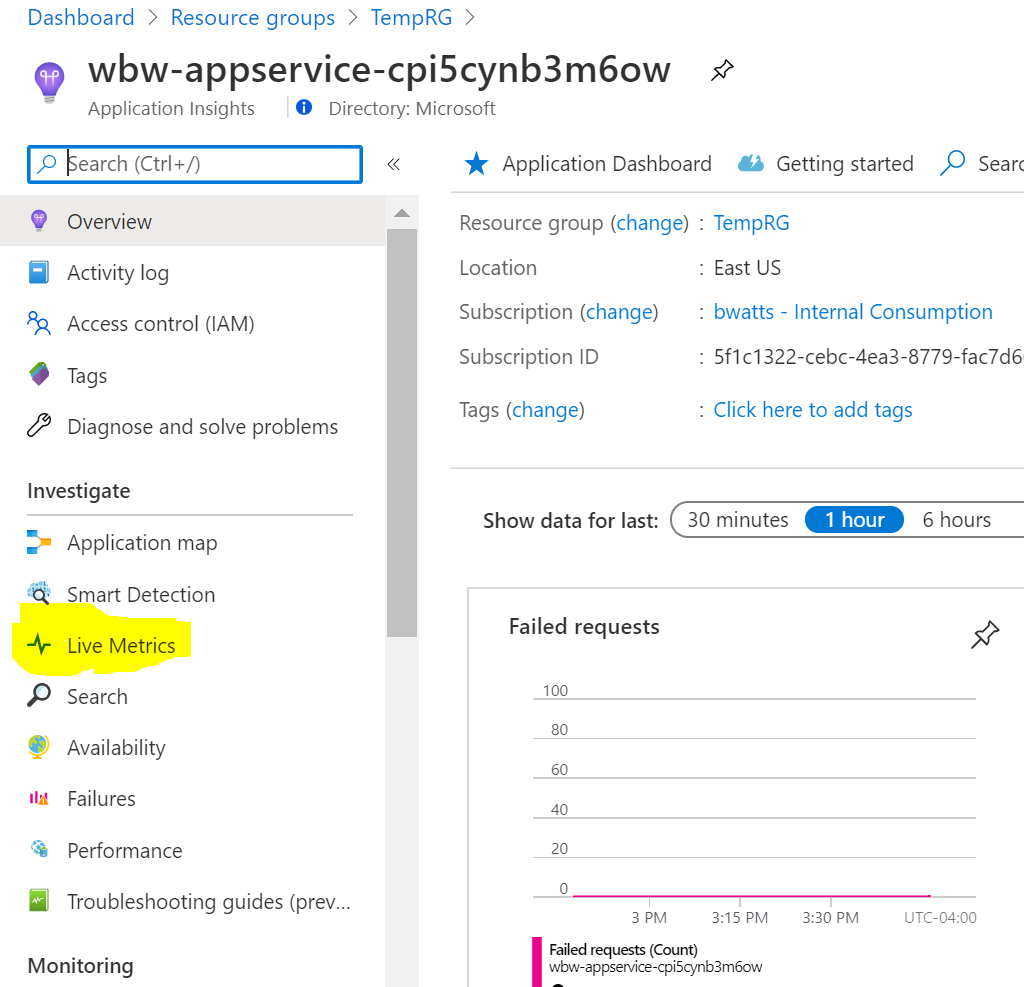 Dashboard > Resource groups > TempRG >
wbw-appservice-cpi5cynb3m6ow
Application Insights
Directory: Microsoft
Search (Ctrl+/)
«
Overview
Activity log
Access control (IAM)
Tags
Diagnose and solve problems
Investigate
Application map
Smart Detection
Live Metrics
Search
Availability
Failures
Performance
Troubleshooting guides (prev...
Monitoring
Application Dashboard
Getting started
Searc
Resource group (change) : TempRG
Location : East US
Subscription (change) : bwatts - Internal Consumption
Subscription ID : 5f1c1322-cebc-4ea3-8779-fac7d6
Tags (change) : Click here to add tags
Show data for last: 30 minutes 1 hour 6 hours
Failed requests
100
80
60
40
20
0
3 PM 3:15 PM 3:30 PM UTC-04:00
Failed requests (Count)
wbw-appservice-cpi5cynb3m6ow